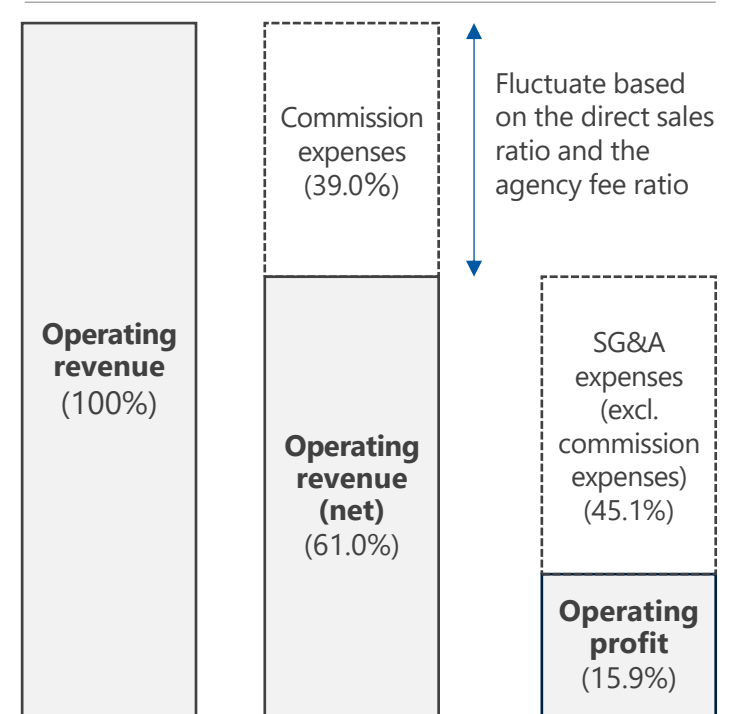 Operating
revenue
(100%)
Commission
expenses
(39.0%)
Operating
revenue
(net)
(61.0%)
Fluctuate based
on the direct sales
ratio and the
agency fee ratio
SG&A
expenses
(excl.
commission
expenses)
(45.1%)
Operating
profit
(15.9%)